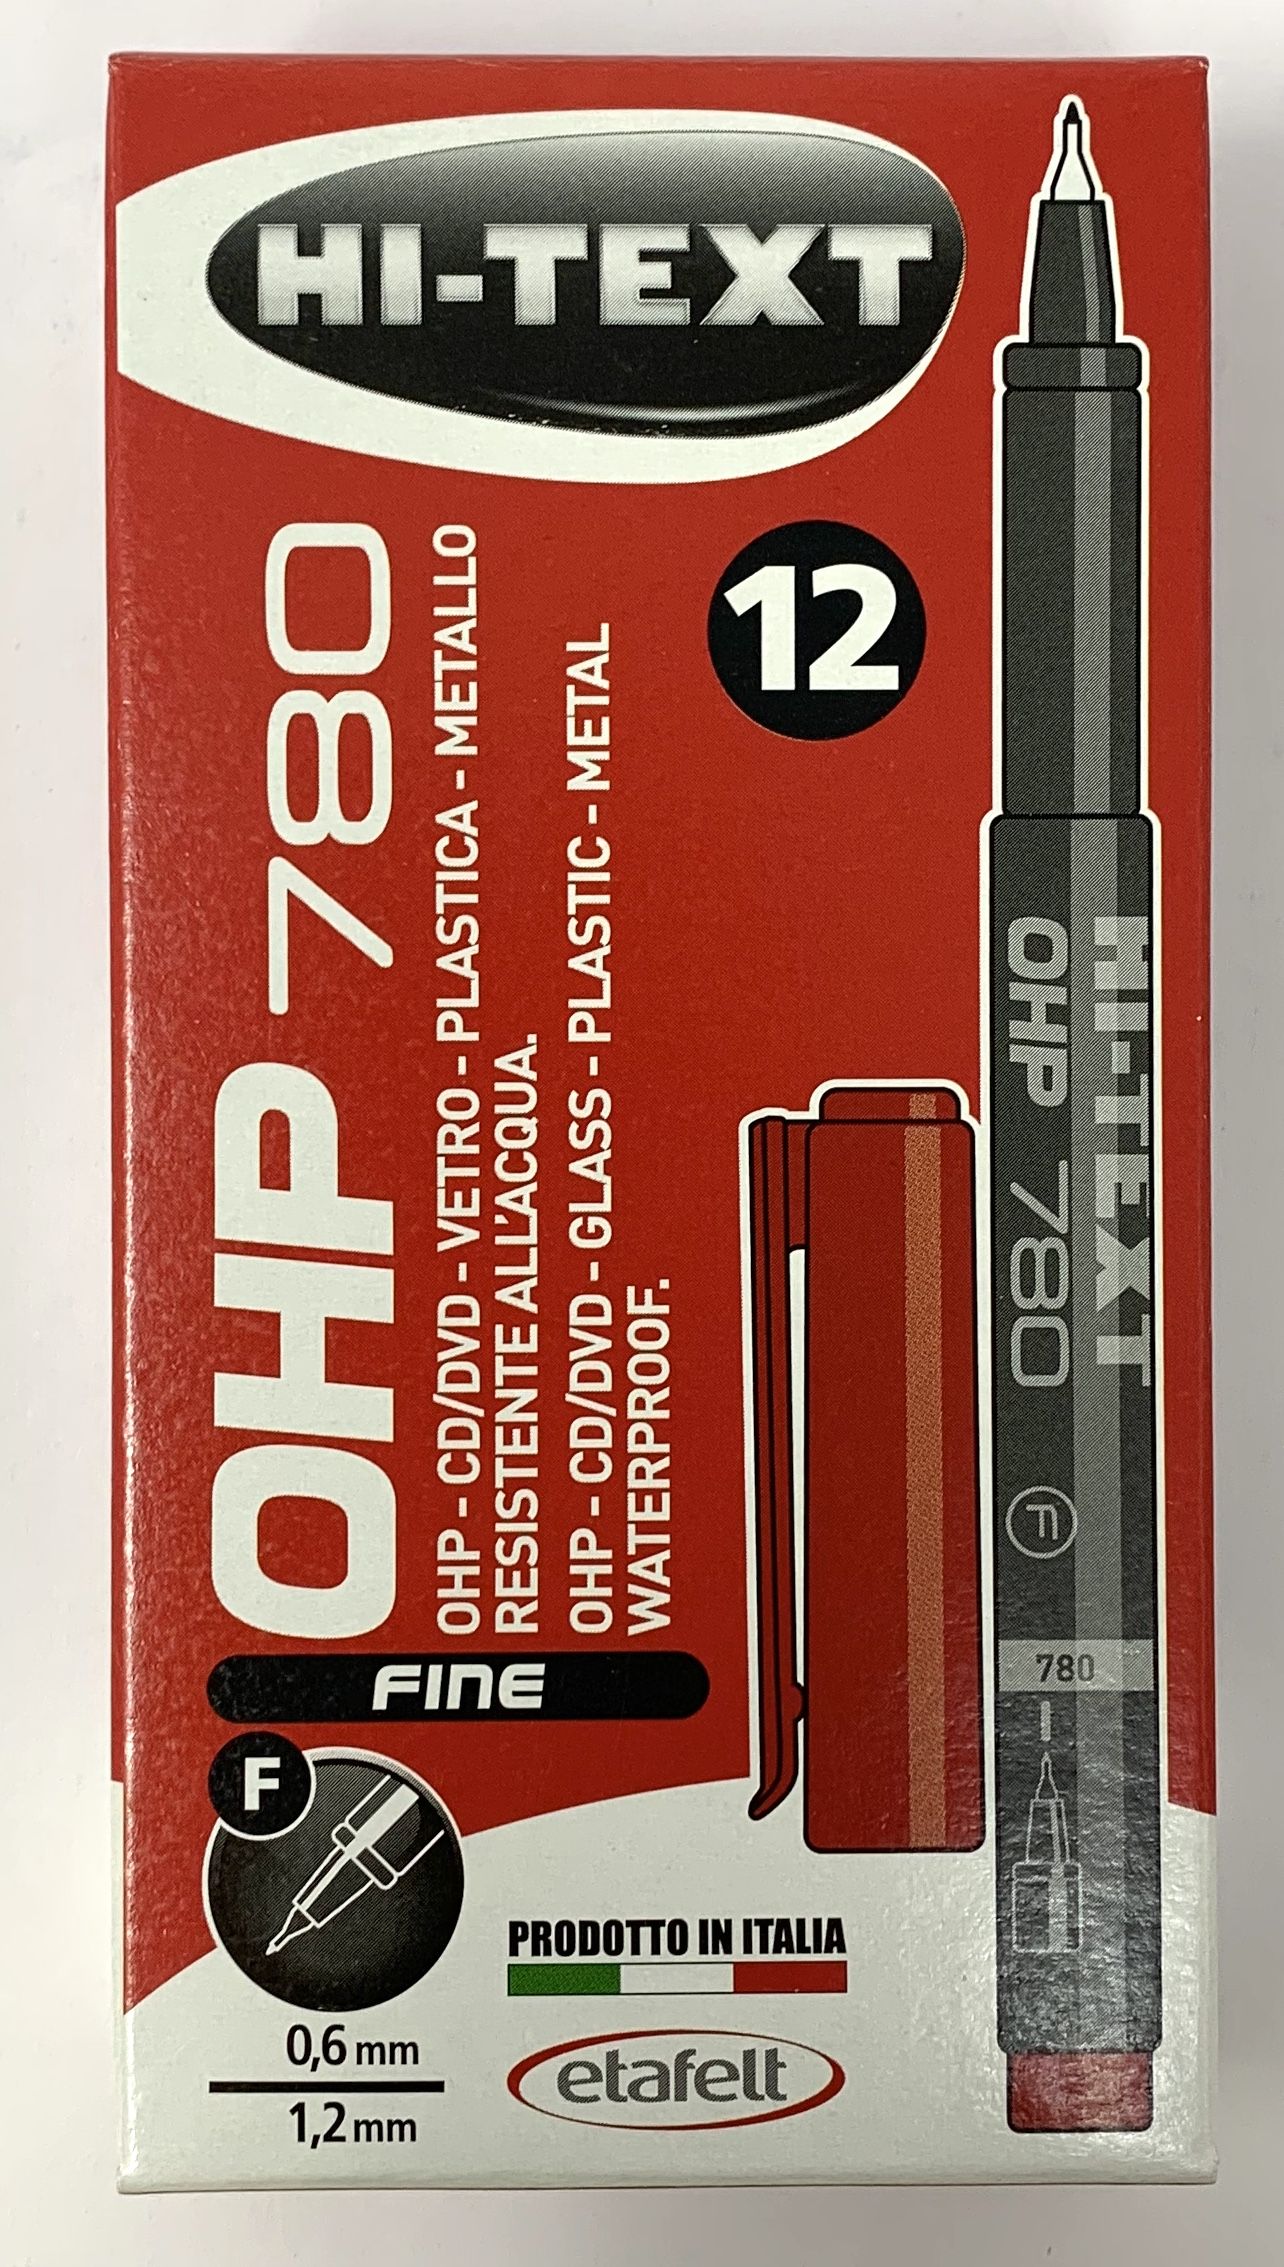 HI-TEXT
12
OHP 780
OHP - CD/DVD - VETRO - PLASTICA - METALLO
RESISTENTE ALL'ACQUA.
OHP - CD/DVD - GLASS - PLASTIC - METAL
WATERPROOF.
FINE
F
0,6 mm
1,2 mm
PRODOTTO IN ITALIA
etafelt
HI-TEXT
OHP 780
F
780